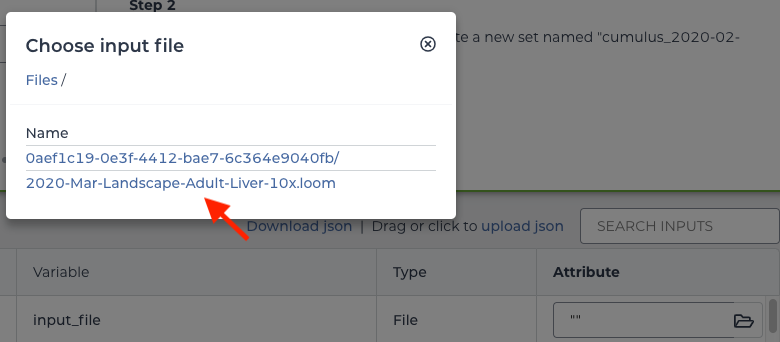 Step 2
Choose input file
te a new set named "cumulus_2020-02-
Files /
Name
0aef1c19-0e3f-4412-bae7-6c364e9040fb/
2020-Mar-Landscape-Adult-Liver-10x.loom
Download json | Drag or click to upload json
SEARCH INPUTS
Variable Type Attribute
input_file File ""